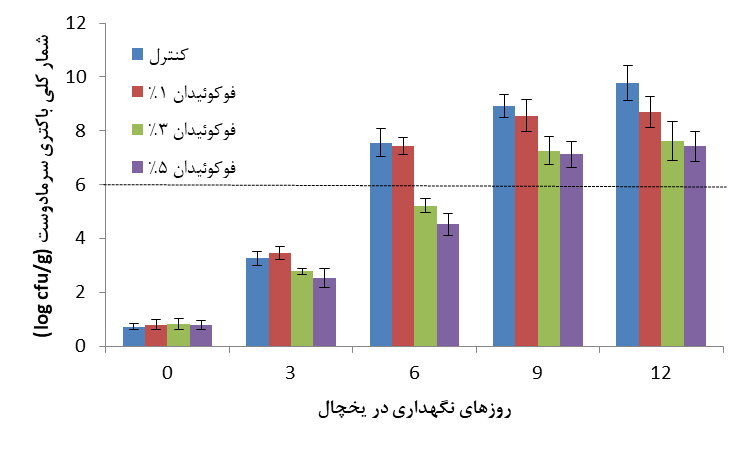 شمار کلی باکتری سرمادوست (log cfu/g)
12
10
8
6
4
2
0
کنترل
فوکوئیدان ۱٪
فوکوئیدان ۳٪
فوکوئیدان ۵٪
0 3 6 9 12
روزهای نگهداری در یخچال